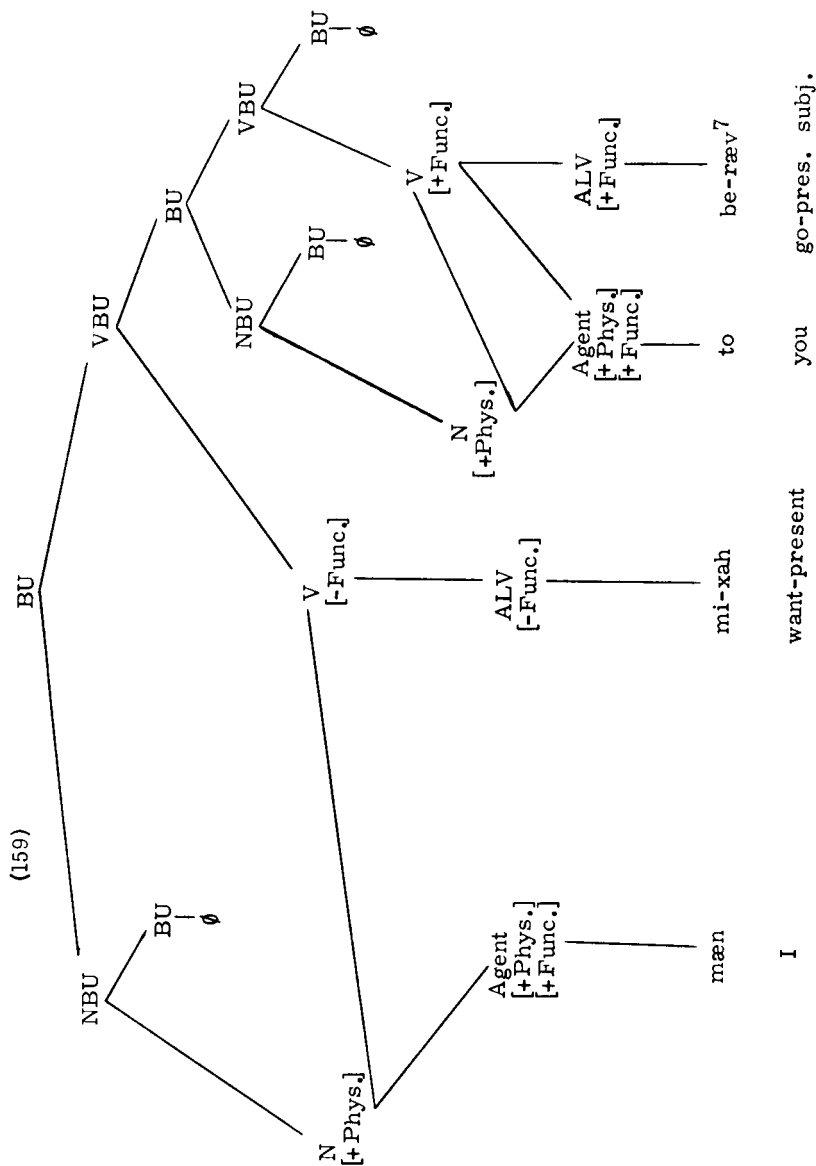 (159)
BU
NBU VBU
BU BU
∅
NBU VBU
BU BU
∅ ∅
N V N V
[+Phys.] [-Func.] [+Phys.] [+Func.]
Agent ALV Agent ALV
[+Phys.] [-Func.] [+Phys.] [+Func.]
[+Func.] [+Func.]
mæn mi-xah to be-ræv⁷
I want-present you go-pres. subj.